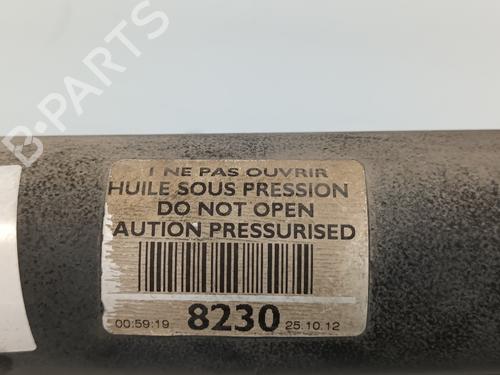 B-PARTS
! NE PAS OUVRIR
HUILE SOUS PRESSION
DO NOT OPEN
AUTION PRESSURISED
00:59:19 8230 25.10.12